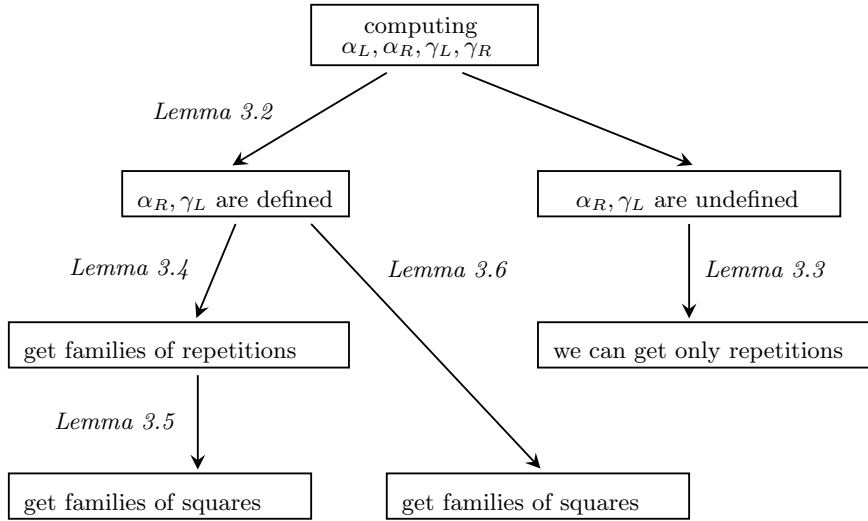 computing
α_L, α_R, γ_L, γ_R
Lemma 3.2
α_R, γ_L are defined
α_R, γ_L are undefined
Lemma 3.4
Lemma 3.6
Lemma 3.3
get families of repetitions
we can get only repetitions
Lemma 3.5
get families of squares
get families of squares